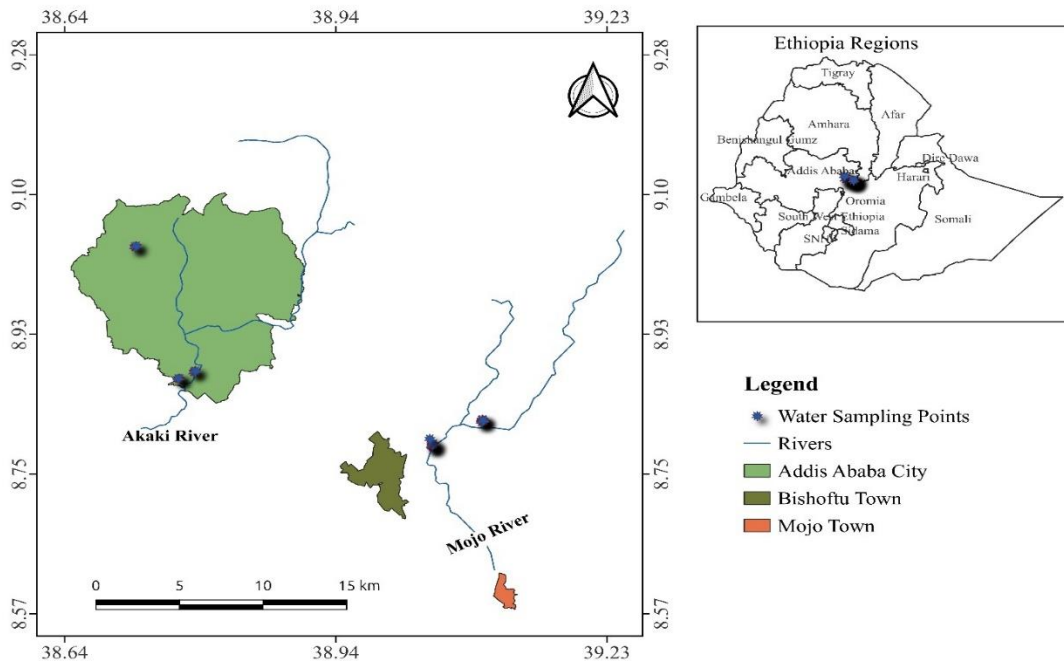 38.64
38.94
39.23
9.28
9.28
9.10
9.10
8.93
8.93
8.75
8.75
8.57
8.57
Akaki River
Mojo River
0 5 10 15 km
38.64
38.94
39.23
Ethiopia Regions
Tigray
Afar
Amhara
Benishangul Gumz
Dire Dawa
Addis Ababa
Harari
Gambela
Oromia
South West Ethiopia
Somali
Sidama
SNN
Legend
Water Sampling Points
Rivers
Addis Ababa City
Bishoftu Town
Mojo Town